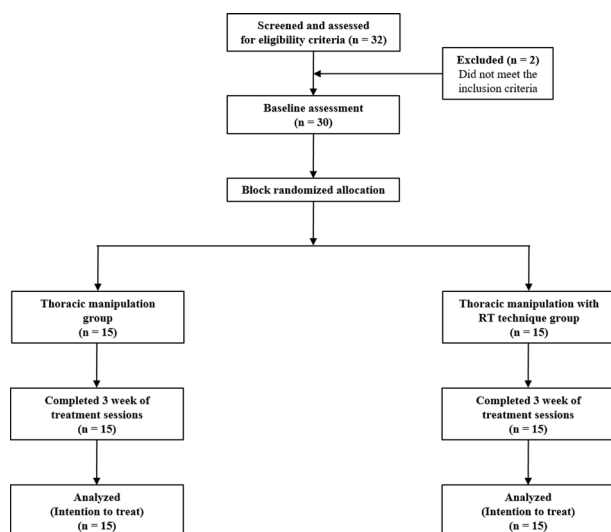 Screened and assessed
for eligibility criteria (n = 32)
Excluded (n = 2)
Did not meet the
inclusion criteria
Baseline assessment
(n = 30)
Block randomized allocation
Thoracic manipulation
group
(n = 15)
Thoracic manipulation with
RT technique group
(n = 15)
Completed 3 week of
treatment sessions
(n = 15)
Completed 3 week of
treatment sessions
(n = 15)
Analyzed
(Intention to treat)
(n = 15)
Analyzed
(Intention to treat)
(n = 15)